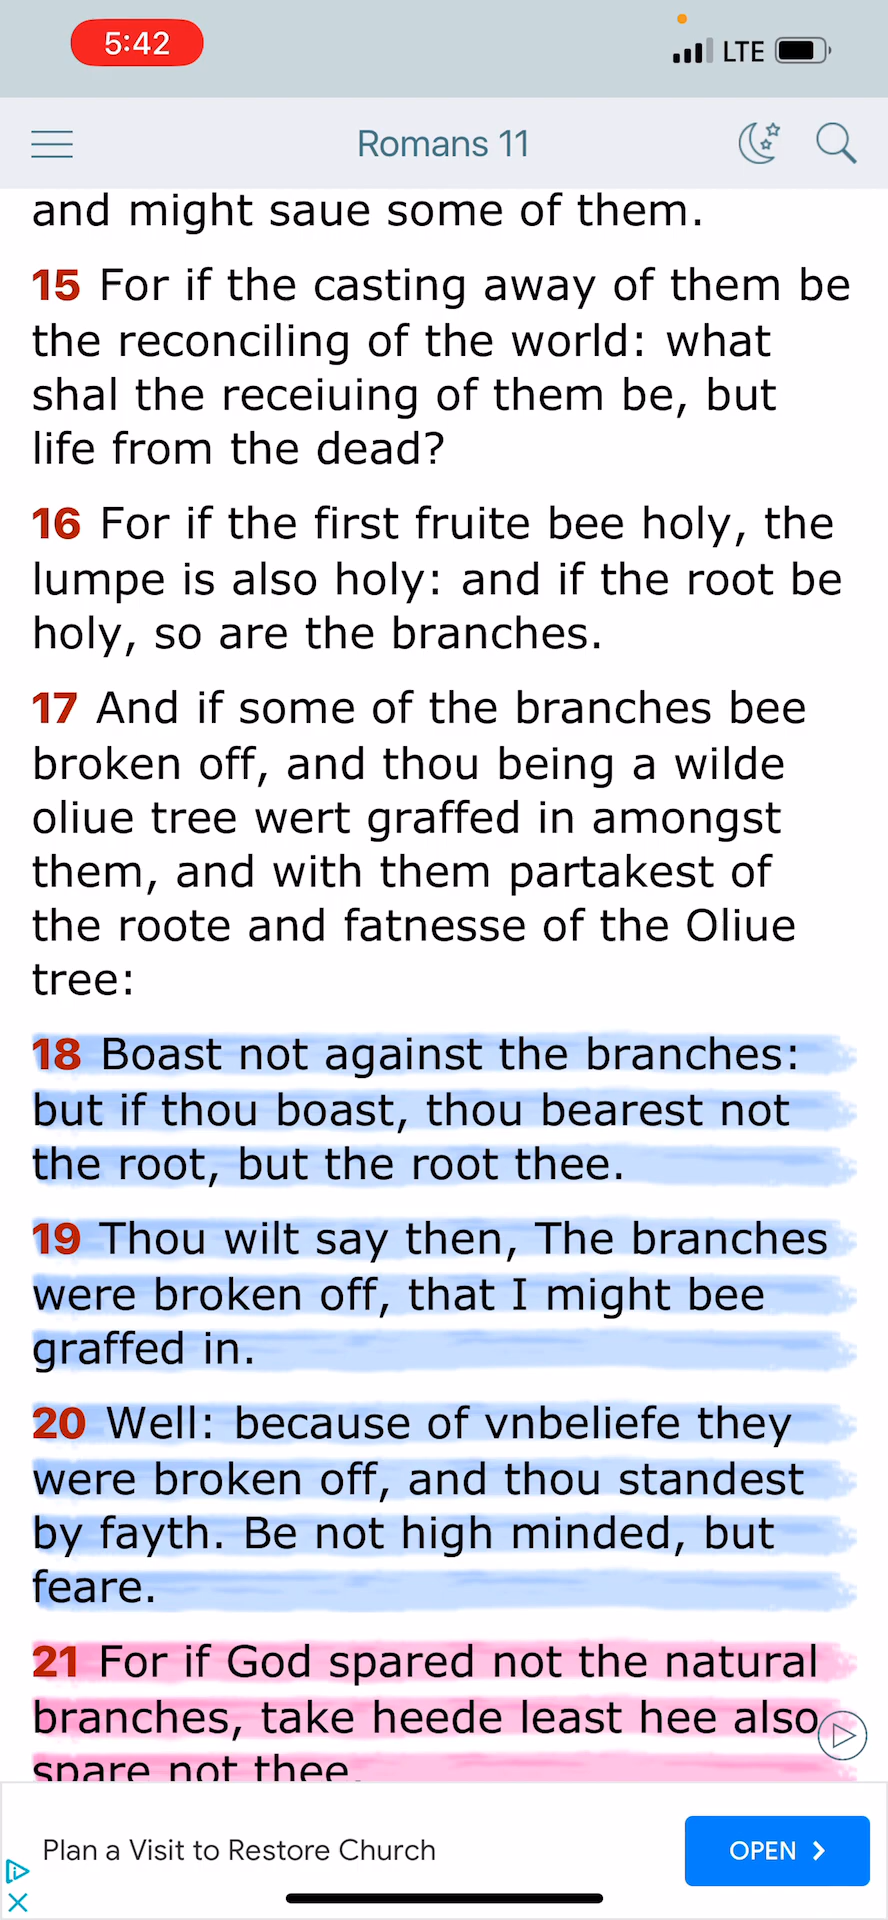 5:42
LTE
Romans 11
and might saue some of them.
15 For if the casting away of them be
the reconciling of the world: what
shal the receiuing of them be, but
life from the dead?
16 For if the first fruite bee holy, the
lumpe is also holy: and if the root be
holy, so are the branches.
17 And if some of the branches bee
broken off, and thou being a wilde
oliue tree wert graffed in amongst
them, and with them partakest of
the roote and fatnesse of the Oliue
tree:
18 Boast not against the branches:
but if thou boast, thou bearest not
the root, but the root thee.
19 Thou wilt say then, The branches
were broken off, that I might bee
graffed in.
20 Well: because of vnbeliefe they
were broken off, and thou standest
by fayth. Be not high minded, but
feare.
21 For if God spared not the natural
branches, take heede least hee also
spare not thee.
Plan a Visit to Restore Church
OPEN